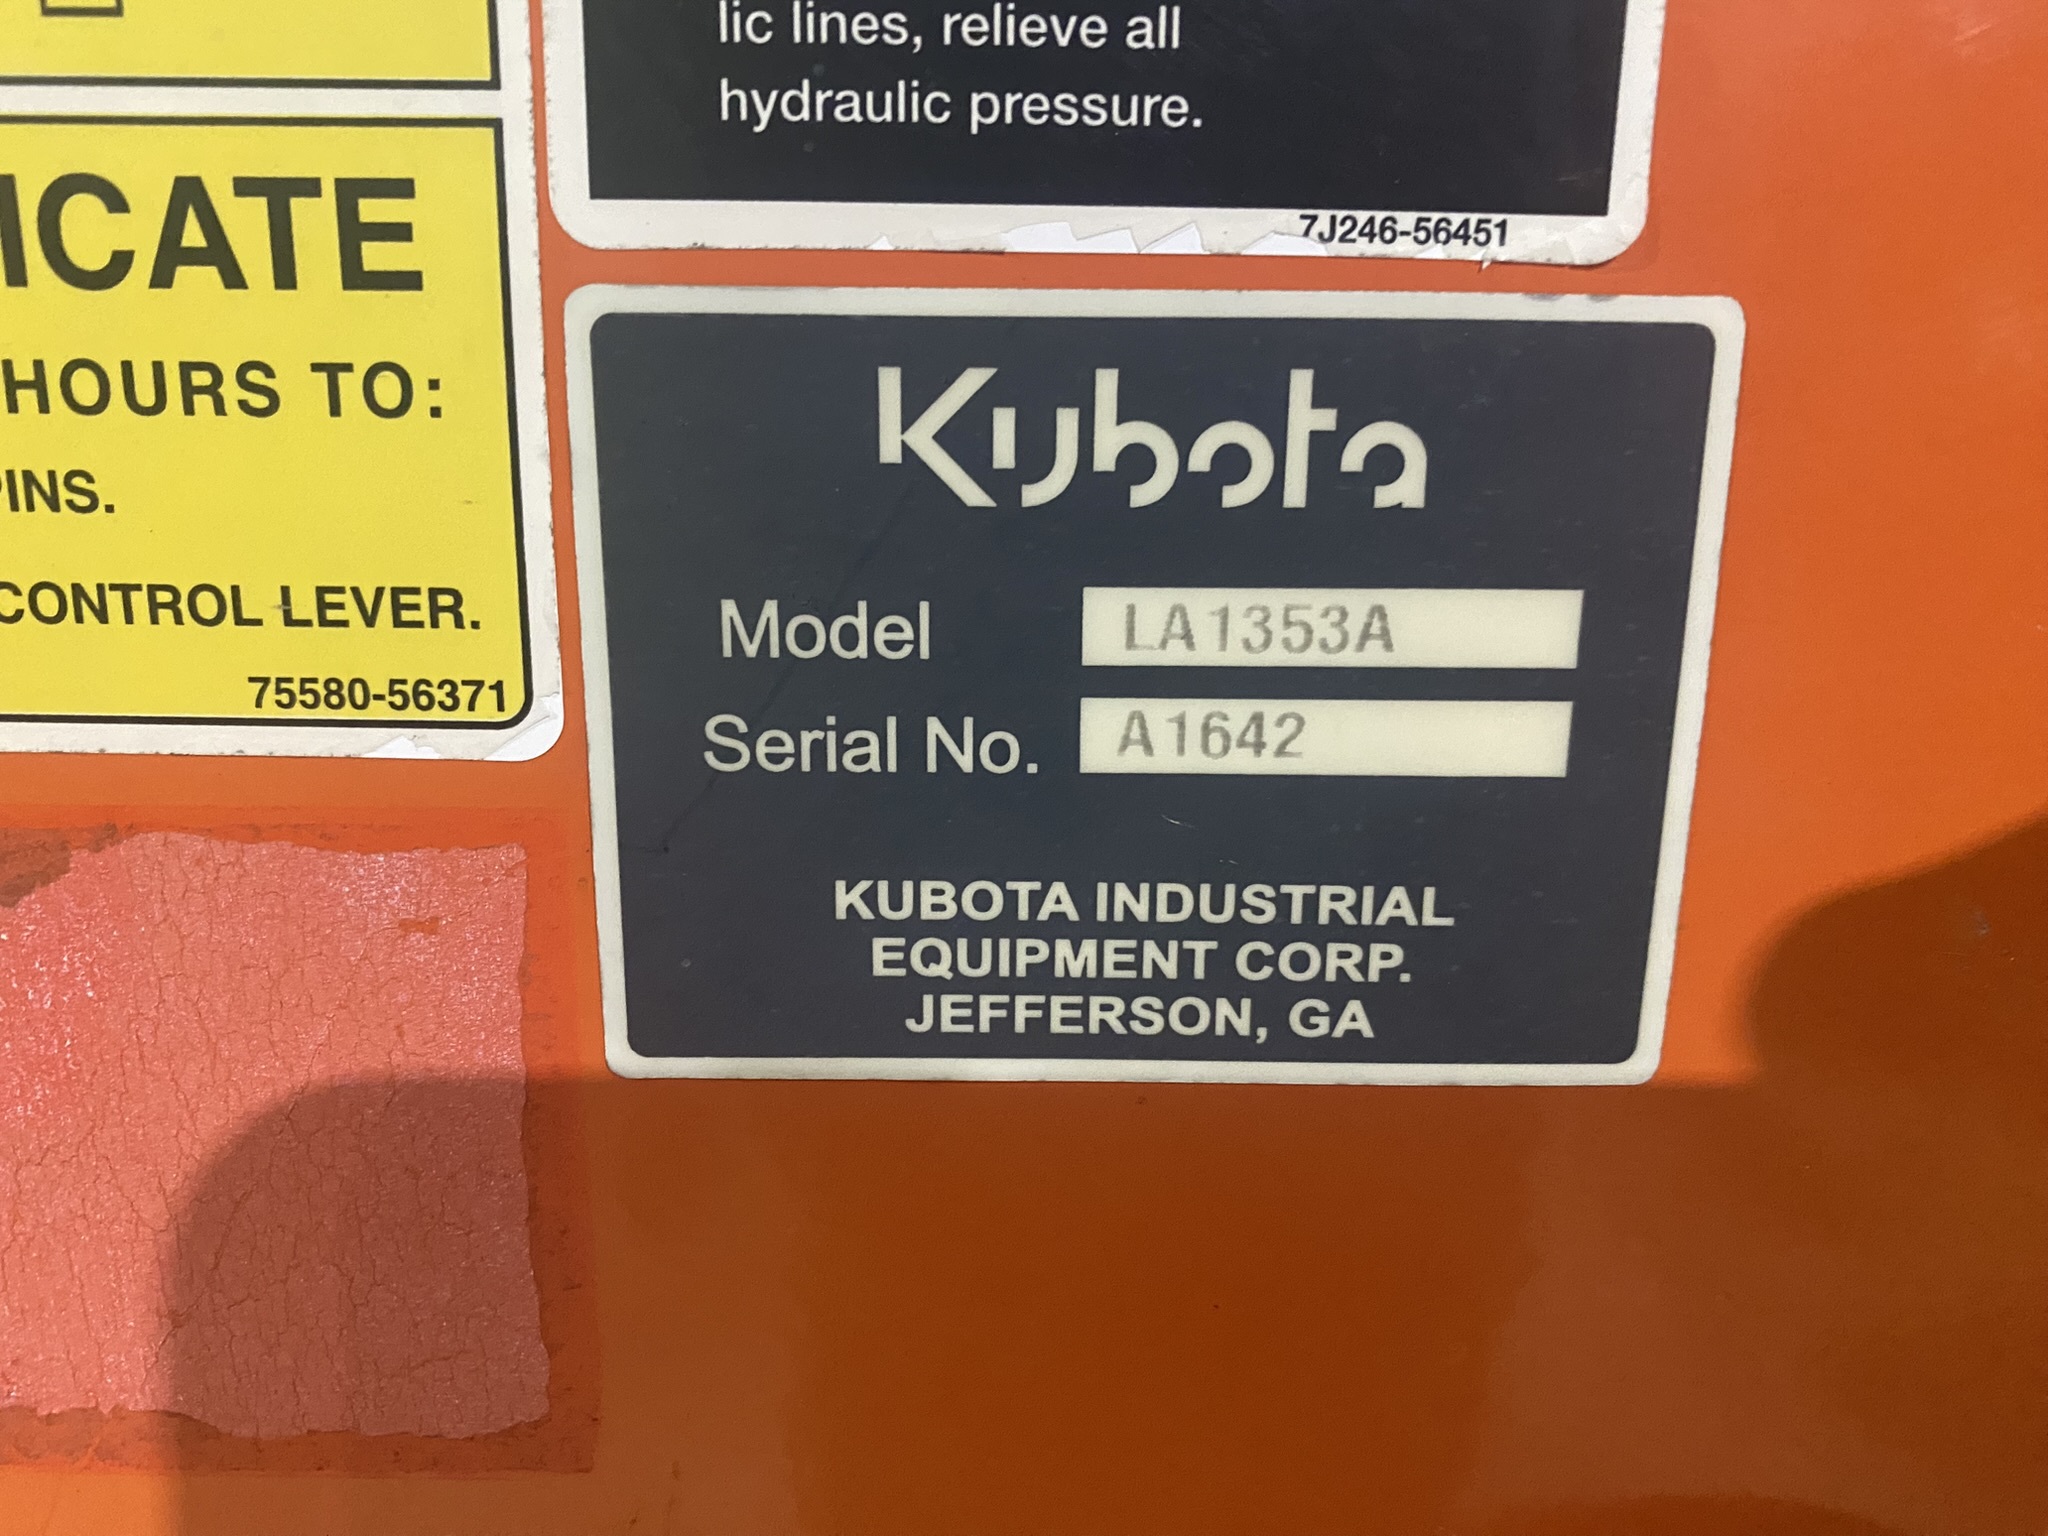 lic lines, relieve all
hydraulic pressure.
7J246-56451
ICATE
HOURS TO:
PINS.
CONTROL LEVER.
75580-56371
Kubota
Model LA1353A
Serial No. A1642
KUBOTA INDUSTRIAL
EQUIPMENT CORP.
JEFFERSON, GA